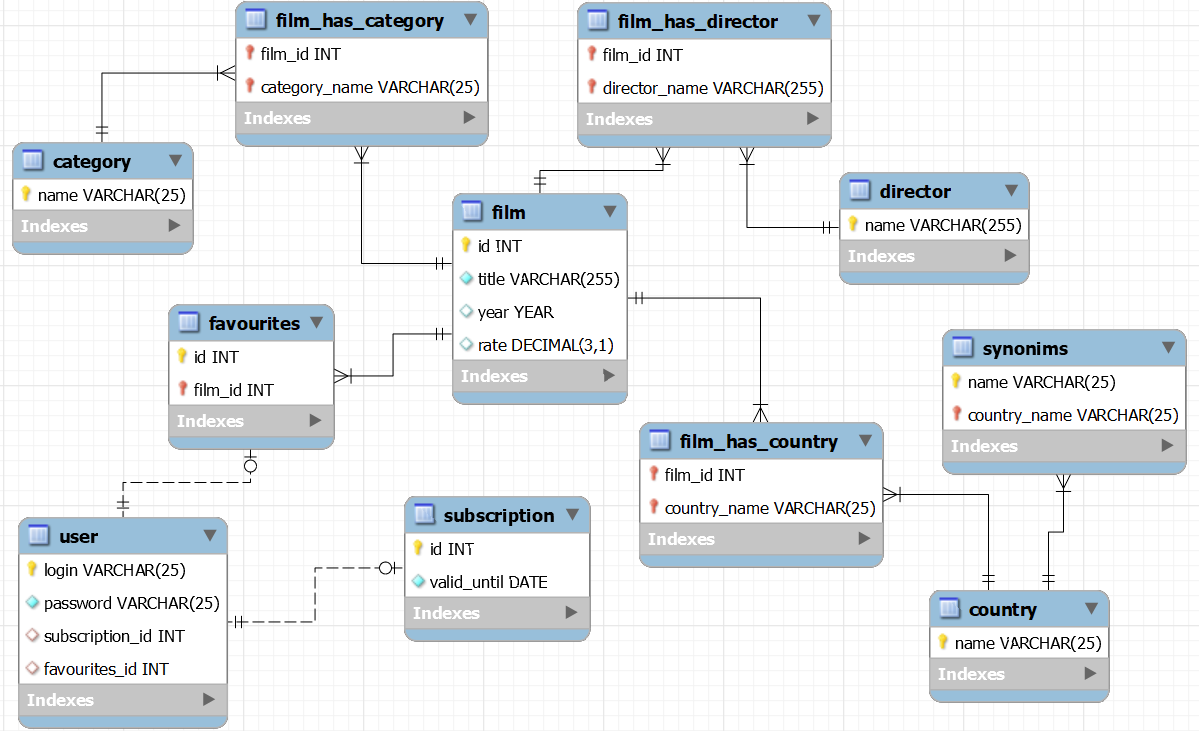 film_has_category
film_id INT
category_name VARCHAR(25)
Indexes
film_has_director
film_id INT
director_name VARCHAR(255)
Indexes
category
name VARCHAR(25)
Indexes
film
id INT
title VARCHAR(255)
year YEAR
rate DECIMAL(3,1)
Indexes
director
name VARCHAR(255)
Indexes
favourites
id INT
film_id INT
Indexes
synonims
name VARCHAR(25)
country_name VARCHAR(25)
Indexes
film_has_country
film_id INT
country_name VARCHAR(25)
Indexes
user
login VARCHAR(25)
password VARCHAR(25)
subscription_id INT
favourites_id INT
Indexes
subscription
id INT
valid_until DATE
Indexes
country
name VARCHAR(25)
Indexes